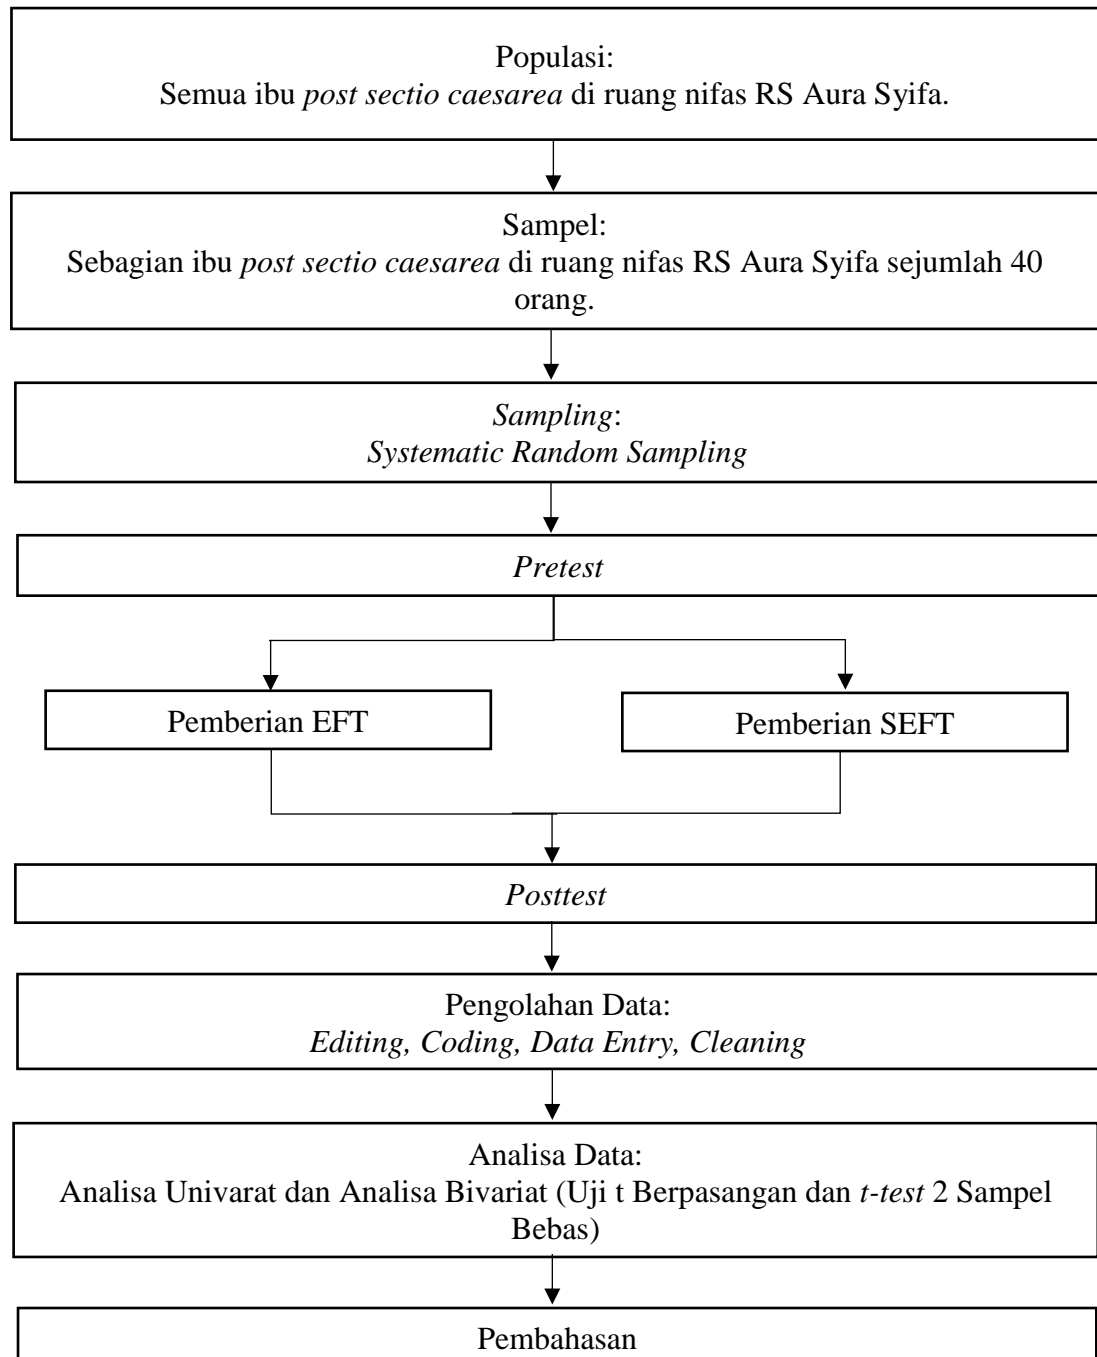 Populasi:
Semua ibu post sectio caesarea di ruang nifas RS Aura Syifa.
Sampel:
Sebagian ibu post sectio caesarea di ruang nifas RS Aura Syifa sejumlah 40
orang.
Sampling:
Systematic Random Sampling
Pretest
Pemberian EFT
Pemberian SEFT
Posttest
Pengolahan Data:
Editing, Coding, Data Entry, Cleaning
Analisa Data:
Analisa Univarat dan Analisa Bivariat (Uji t Berpasangan dan t-test 2 Sampel
Bebas)
Pembahasan